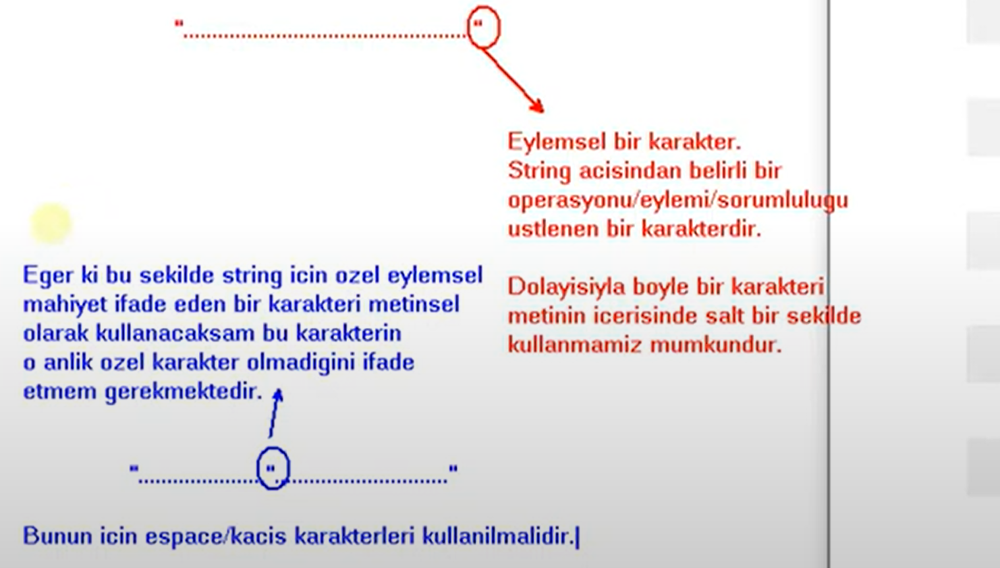 "..................................................."
Eylemsel bir karakter.
String acisindan belirli bir
operasyonu/eylemi/sorumlulugu
ustlenen bir karakterdir.
Dolayisiyla boyle bir karakteri
metinin icerisinde salt bir sekilde
kullanmamiz mumkundur.
Eger ki bu sekilde string icin ozel eylemsel
mahiyet ifade eden bir karakteri metinsel
olarak kullanacaksam bu karakterin
o anlik ozel karakter olmadigini ifade
etmem gerekmektedir.
"......................"............................"
Bunun icin espace/kacis karakterleri kullanilmalidir.